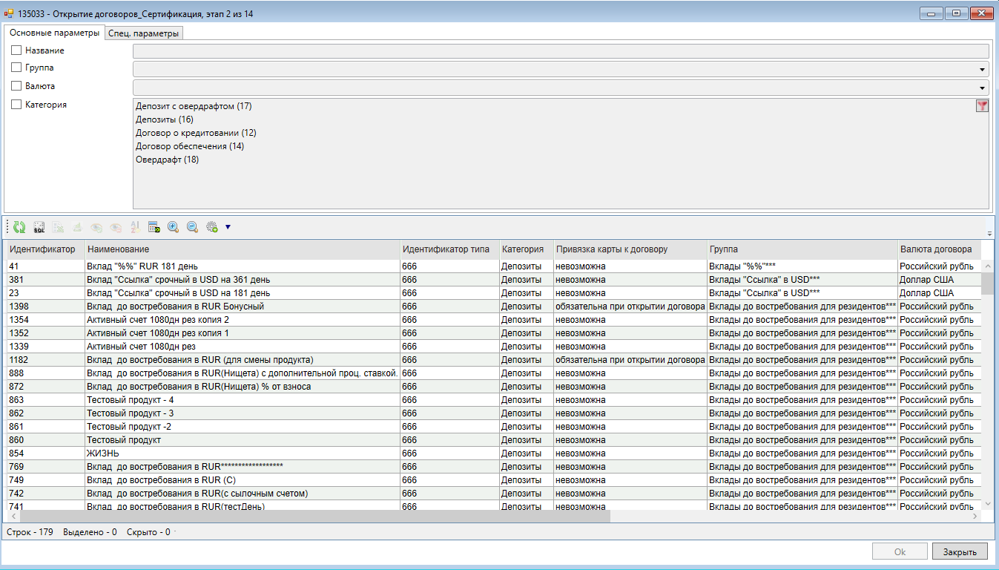 135033 - Открытие договоров_Сертификация, этап 2 из 14
Основные параметры Спец. параметры
Название
Группа
Валюта
Категория
Депозит с овердрафтом (17)
Депозиты (16)
Договор о кредитовании (12)
Договор обеспечения (14)
Овердрафт (18)
SQL
Идентификатор Наименование Идентификатор типа Категория Привязка карты к договору Группа Валюта договора
41 Вклад "%%" RUR 181 день 666 Депозиты невозможна Вклады "%%"*** Российский рубль
381 Вклад "Ссылка" срочный в USD на 361 день 666 Депозиты невозможна Вклады "Ссылка" в USD*** Доллар США
23 Вклад "Ссылка" срочный в USD на 181 день 666 Депозиты невозможна Вклады "Ссылка" в USD*** Доллар США
1398 Вклад до востребования в RUR Бонусный 666 Депозиты обязательна при открытии договора Вклады до востребования для резидентов*** Российский рубль
1354 Активный счет 1080дн рез копия 2 666 Депозиты невозможна Вклады до востребования для резидентов*** Российский рубль
1352 Активный счет 1080дн рез копия 1 666 Депозиты невозможна Вклады до востребования для резидентов*** Российский рубль
1339 Активный счет 1080дн рез 666 Депозиты невозможна Вклады до востребования для резидентов*** Российский рубль
1182 Вклад до востребования в RUR (для смены продукта) 666 Депозиты обязательна при открытии договора Вклады до востребования для резидентов*** Российский рубль
888 Вклад до востребования в RUR(Нищета) с дополнительной проц. ставкой. 666 Депозиты невозможна Вклады до востребования для резидентов*** Российский рубль
872 Вклад до востребования в RUR(Нищета) % от взноса 666 Депозиты невозможна Вклады до востребования для резидентов*** Российский рубль
863 Тестовый продукт - 4 666 Депозиты невозможна Вклады до востребования для резидентов*** Российский рубль
862 Тестовый продукт - 3 666 Депозиты невозможна Вклады до востребования для резидентов*** Российский рубль
861 Тестовый продукт -2 666 Депозиты невозможна Вклады до востребования для резидентов*** Российский рубль
860 Тестовый продукт 666 Депозиты невозможна Вклады до востребования для резидентов*** Российский рубль
854 ЖИЗНЬ 666 Депозиты невозможна Вклады до востребования для резидентов*** Российский рубль
769 Вклад до востребования в RUR****************** 666 Депозиты невозможна Вклады до востребования для резидентов*** Российский рубль
749 Вклад до востребования в RUR (С) 666 Депозиты невозможна Вклады до востребования для резидентов*** Российский рубль
742 Вклад до востребования в RUR(с сылочным счетом) 666 Депозиты невозможна Вклады до востребования для резидентов*** Российский рубль
741 Вклад до востребования в RUR(тестДень) 666 Депозиты невозможна Вклады до востребования для резидентов*** Российский рубль
Строк - 179 Выделено - 0 Скрыто - 0
Ok Закрыть